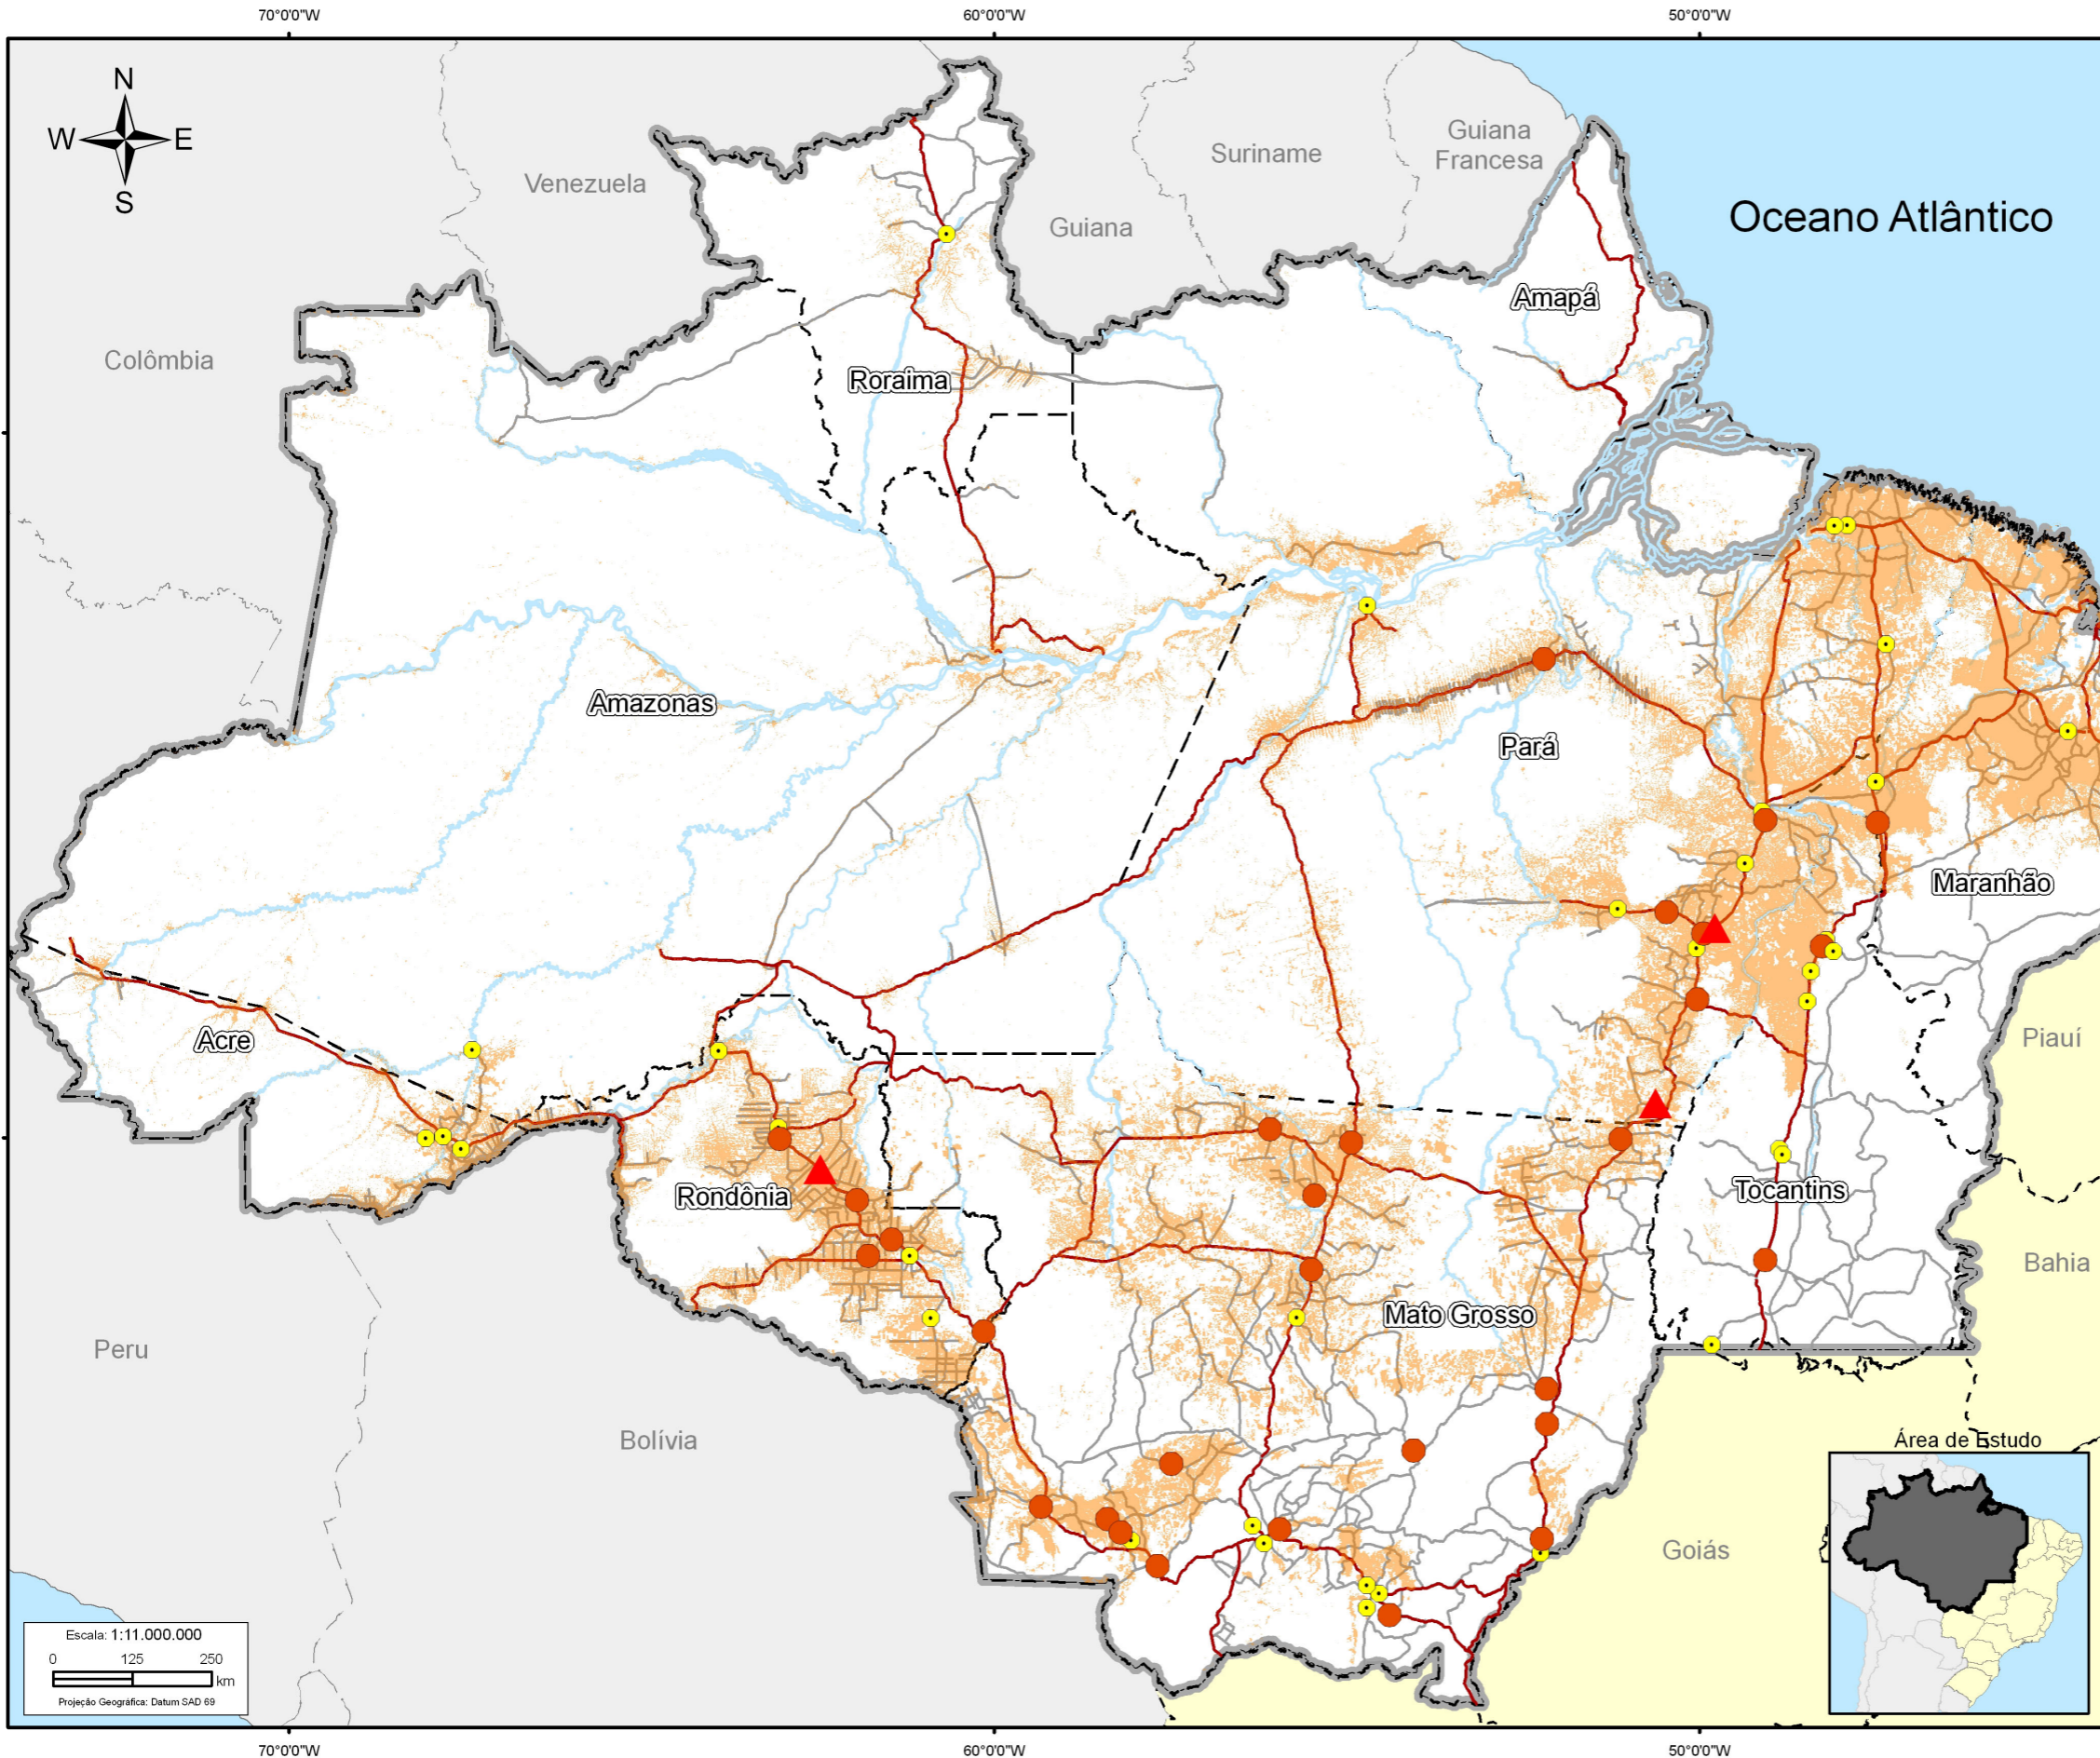 70°0'0"W
60°0'0"W
50°0'0"W
N
W
E
S
Venezuela
Suriname
Guiana
Francesa
Guiana
Oceano Atlântico
Amapá
Colômbia
Roraima
Amazonas
Pará
Maranhão
Acre
Piauí
Rondônia
Tocantins
Bahia
Mato Grosso
Peru
Bolívia
Área de Estudo
Goiás
Escala: 1:11.000.000
0 125 250
km
Projeção Geográfica: Datum SAD 69
70°0'0"W
60°0'0"W
50°0'0"W